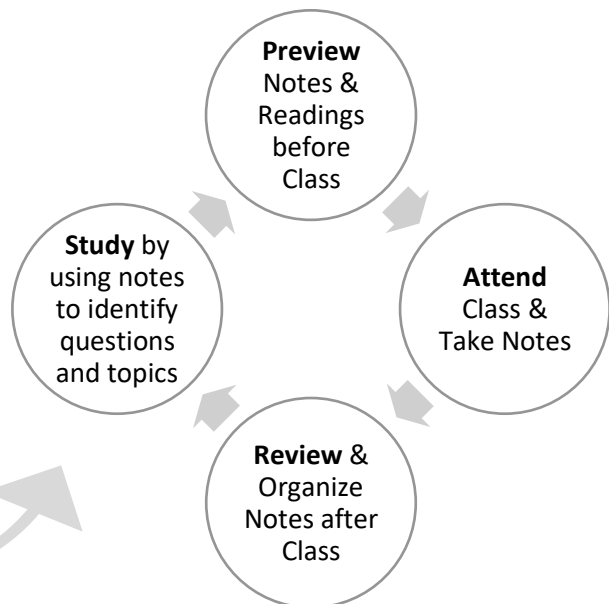 Preview
Notes &
Readings
before
Class
Attend
Class &
Take Notes
Review &
Organize
Notes after
Class
Study by
using notes
to identify
questions
and topics